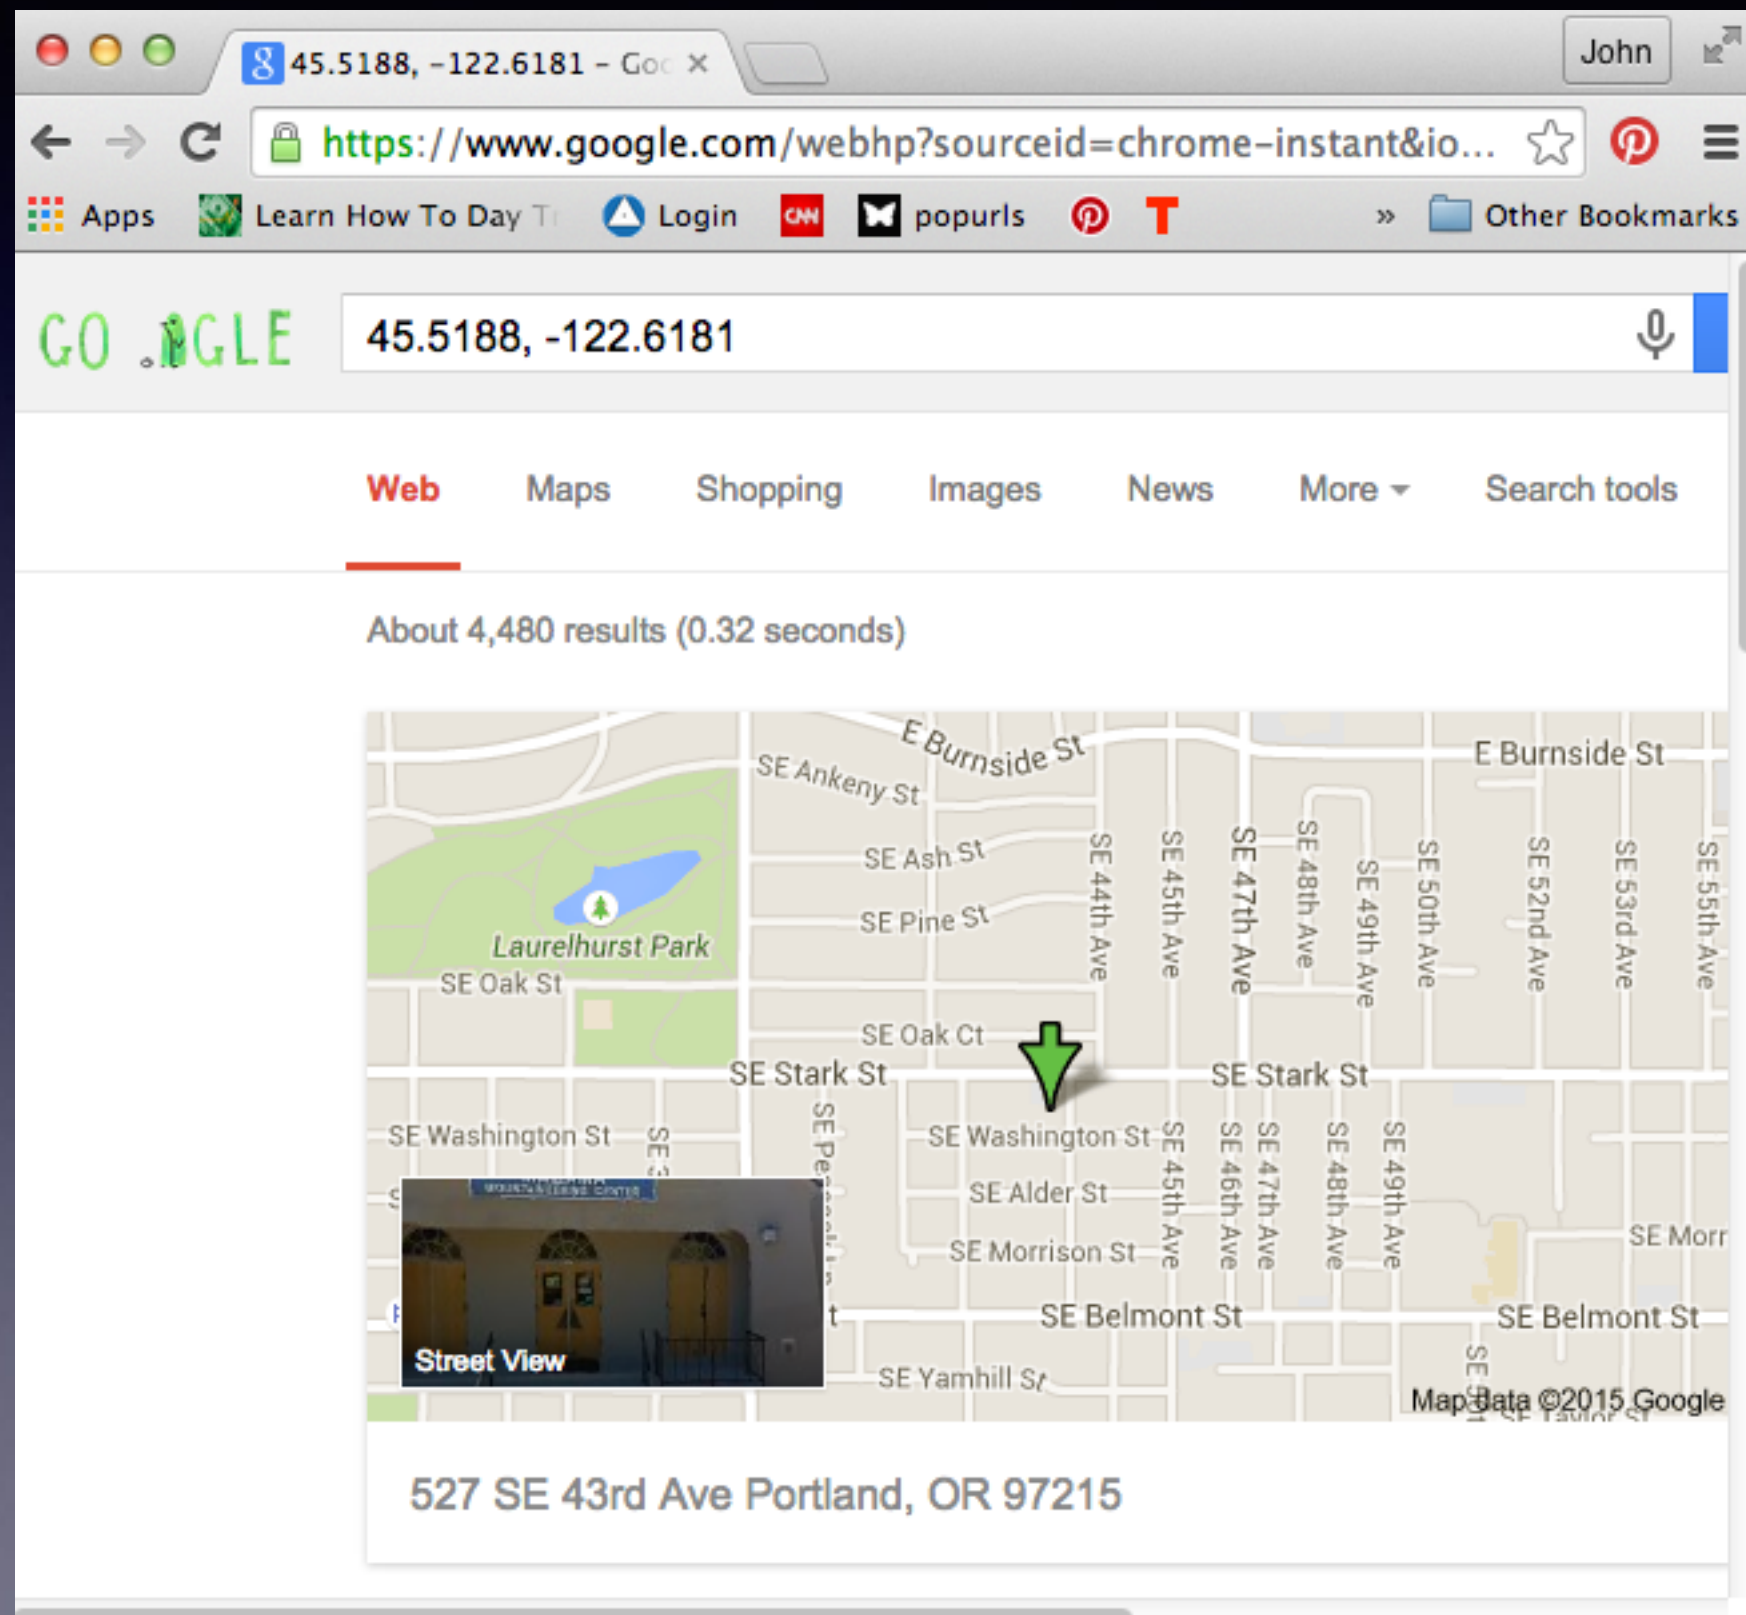 45.5188, -122.6181 - Goo
John
https://www.google.com/webhp?sourceid=chrome-instant&io...
Apps
Learn How To Day T
Login
CNN
popurls
T
»
Other Bookmarks
GO GLE
45.5188, -122.6181
Web
Maps
Shopping
Images
News
More
Search tools
About 4,480 results (0.32 seconds)
E Burnside St
E Burnside St
SE Ankeny St
SE Ash St
SE Pine St
SE 44th Ave
SE 45th Ave
SE 47th Ave
SE 48th Ave
SE 49th Ave
SE 50th Ave
SE 52nd Ave
SE 53rd Ave
SE 55th Ave
Laurelhurst Park
SE Oak St
SE Oak Ct
SE Stark St
SE Stark St
SE Washington St
SE Washington St
SE 45th Ave
SE 46th Ave
SE 47th Ave
SE 48th Ave
SE 49th Ave
SE Alder St
SE Morrison St
SE Morr
MOUNTAINEERING CENTER
Street View
SE Belmont St
SE Belmont St
SE Yamhill St
SE Taylor St
Map data ©2015 Google
527 SE 43rd Ave Portland, OR 97215